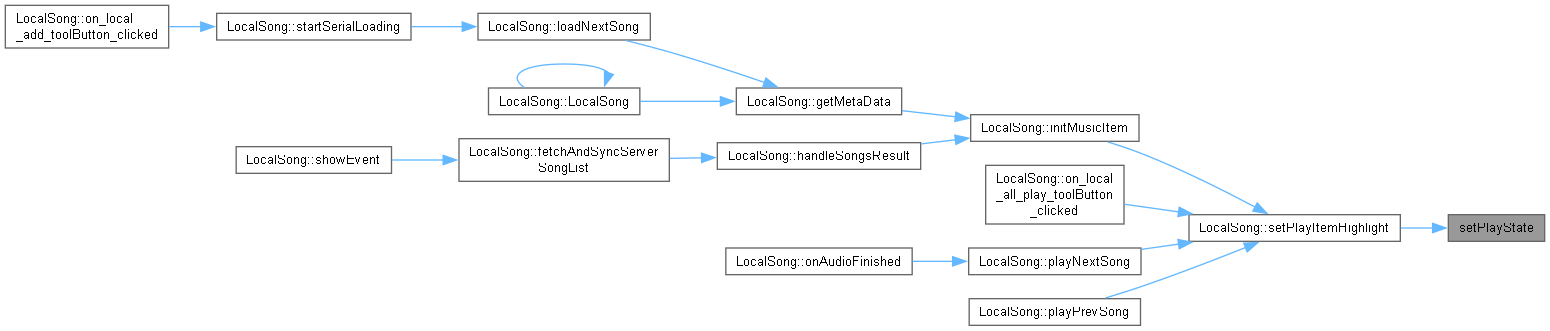 LocalSong::on_local
_add_toolButton_clicked
LocalSong::startSerialLoading
LocalSong::loadNextSong
LocalSong::LocalSong
LocalSong::getMetaData
LocalSong::initMusicItem
LocalSong::showEvent
LocalSong::fetchAndSyncServer
SongList
LocalSong::handleSongsResult
LocalSong::on_local
_all_play_toolButton
_clicked
LocalSong::setPlayItemHighlight
setPlayState
LocalSong::onAudioFinished
LocalSong::playNextSong
LocalSong::playPrevSong